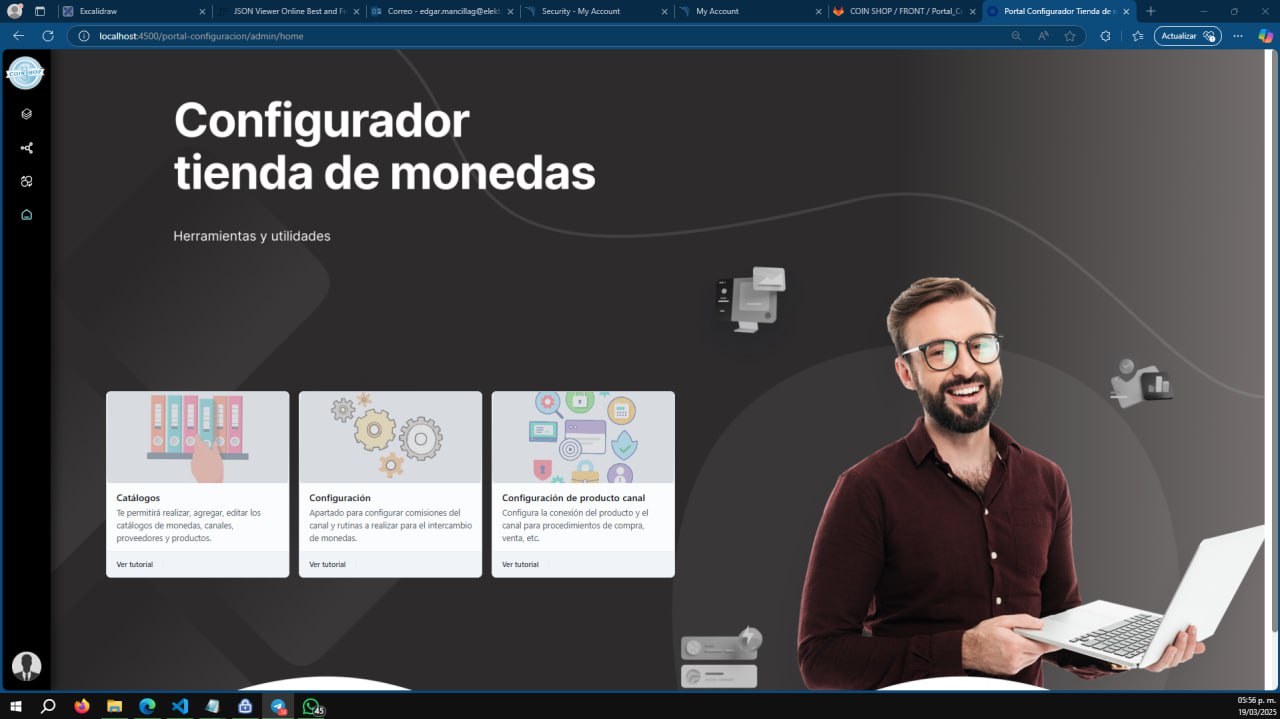 Excalidraw
JSON Viewer Online Best and Fr
Correo - edgar.mancillag@elekt
Security - My Account
My Account
COIN SHOP / FRONT / Portal_C
Portal Configurador Tienda de
localhost:4500/portal-configuracion/admin/home
Actualizar
COIN SHOP
Configurador
tienda de monedas
Herramientas y utilidades
Catálogos
Te permitirá realizar, agregar, editar los
catálogos de monedas, canales,
proveedores y productos.
Ver tutorial
Configuración
Apartado para configurar comisiones del
canal y rutinas a realizar para el intercambio
de monedas.
Ver tutorial
Configuración de producto canal
Configura la conexión del producto y el
canal para procedimientos de compra,
venta, etc.
Ver tutorial
45
05:56 p. m.
19/03/2025